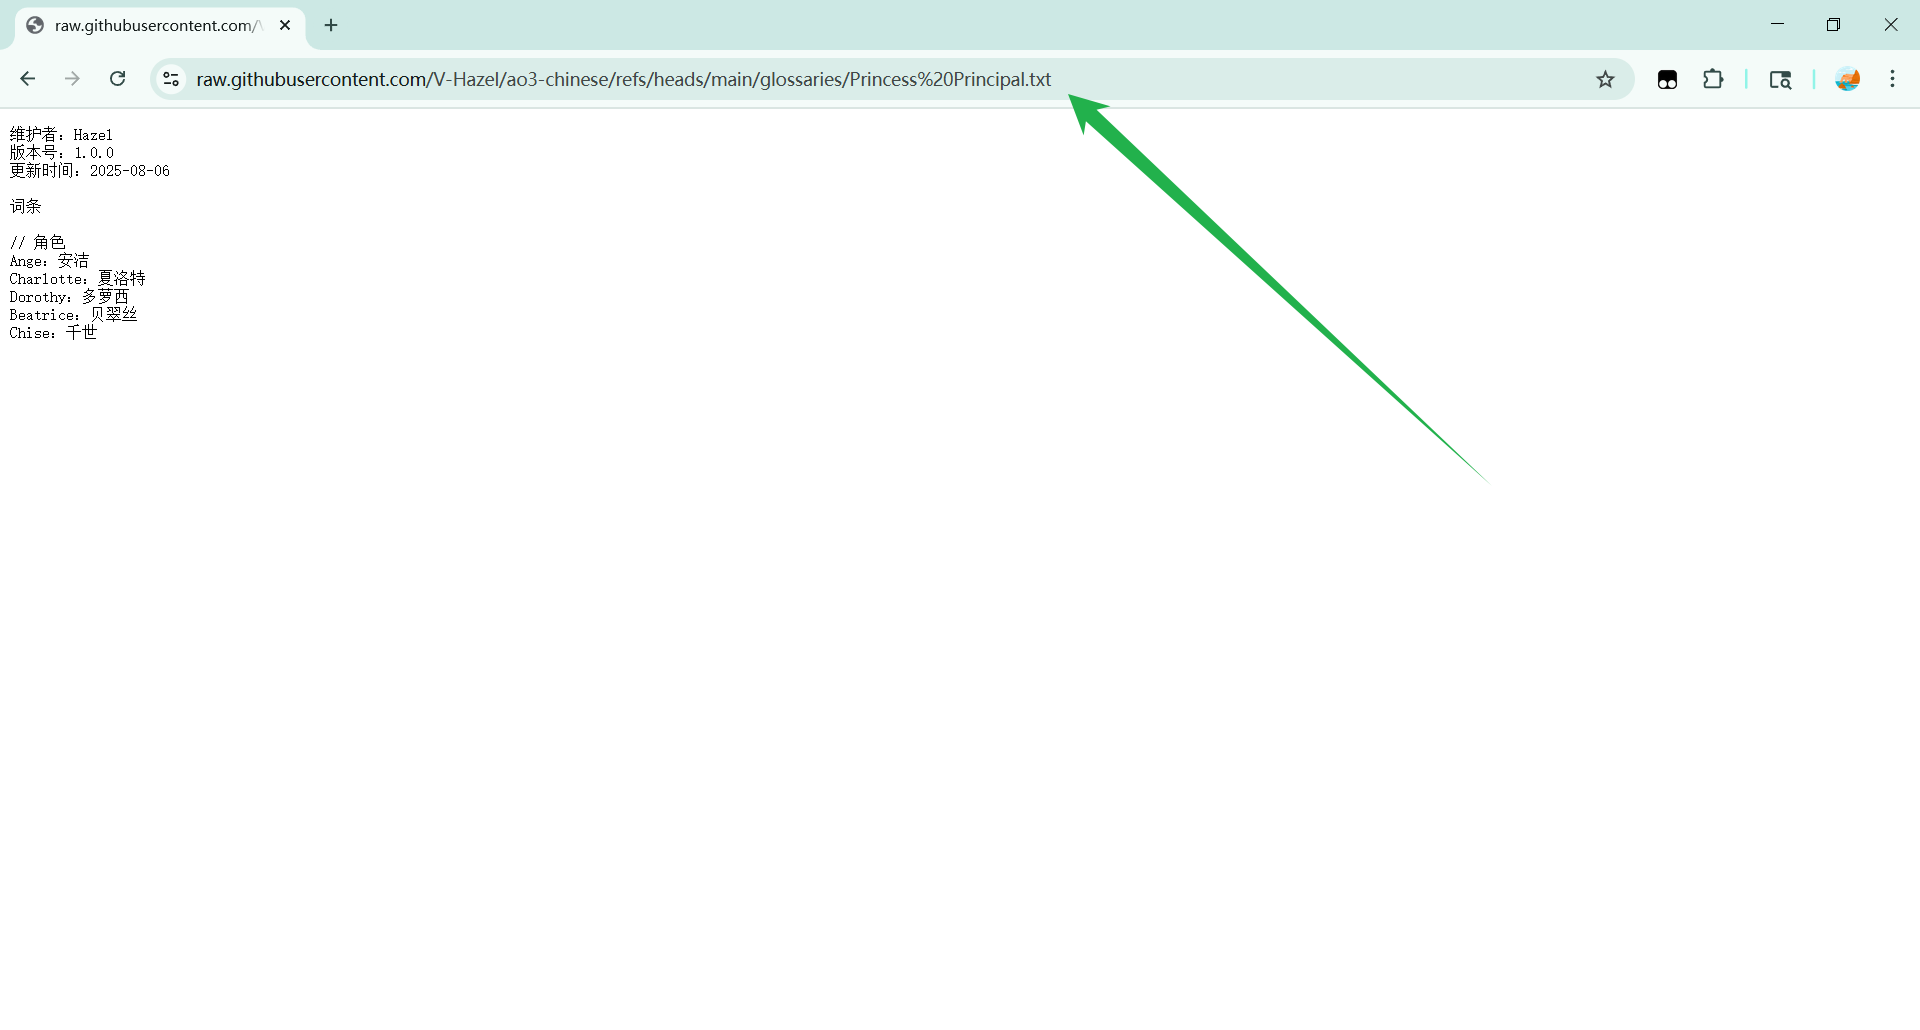 raw.githubusercontent.com/
raw.githubusercontent.com/V-Hazel/ao3-chinese/refs/heads/main/glossaries/Princess%20Principal.txt
维护者：Hazel
版本号：1.0.0
更新时间：2025-08-06
词条
// 角色
Ange：安洁
Charlotte：夏洛特
Dorothy：多萝西
Beatrice：贝翠丝
Chise：千世